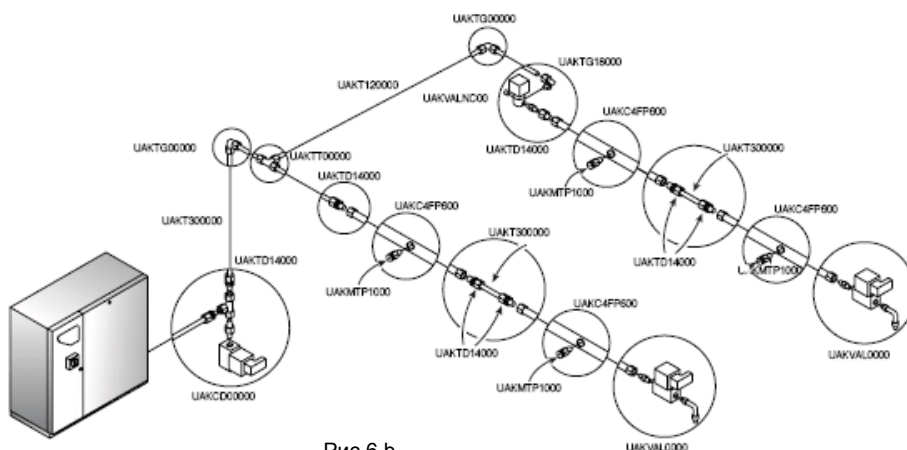 UAKTG00000
UAKT120000
UAKTG18000
UAKVALNC00
UAKTG00000
UAKTT00000
UAKTD14000
UAKC4FP600
UAKTD14000
UAKT300000
UAKMTP1000
UAKT300000
UAKC4FP600
UAKC4FP600
UAKTD14000
UAKT300000
UAKTD14000
UAKMTP1000
UAKC4FP600
UAKTD14000
UAKVAL0000
UAKMTP1000
UAKCD00000
UAKVAL0000
Рис.6.b